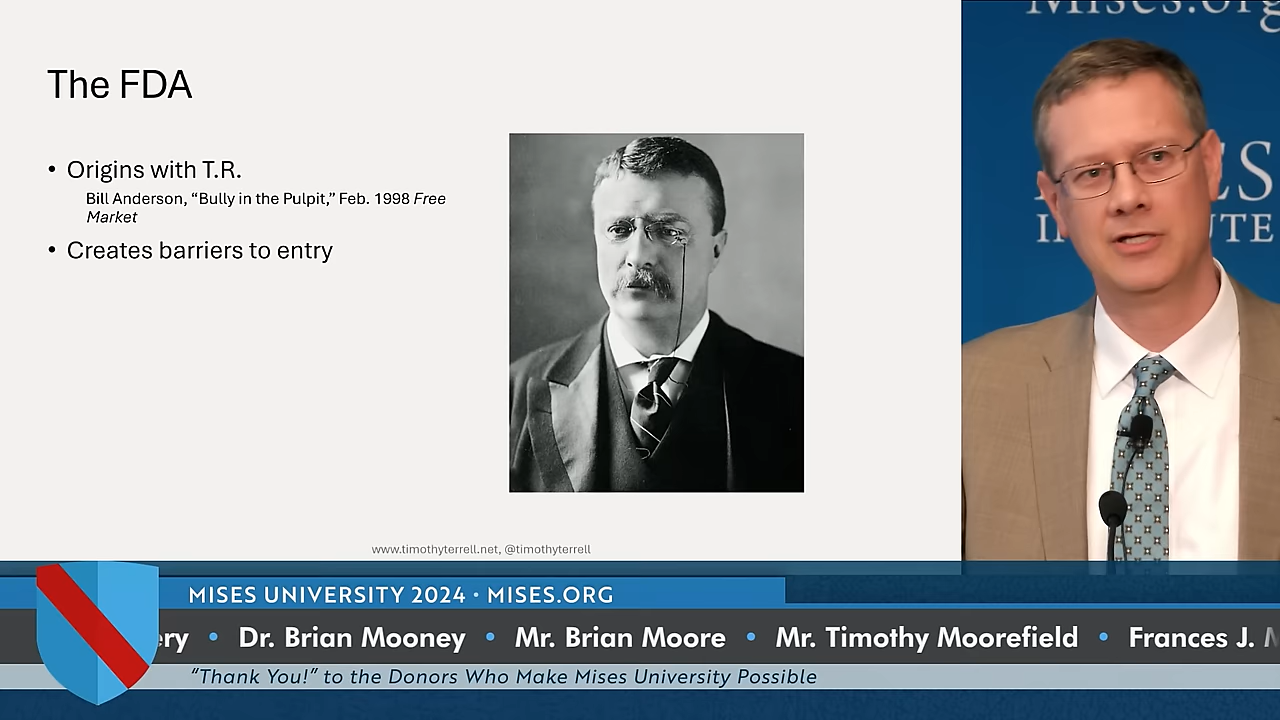 Mises.org
The FDA
• Origins with T.R.
Bill Anderson, “Bully in the Pulpit,” Feb. 1998 Free
Market
• Creates barriers to entry
www.timothyterrell.net, @timothyterrell
MISES UNIVERSITY 2024 • MISES.ORG
• Dr. Brian Mooney • Mr. Brian Moore • Mr. Timothy Moorefield • Frances J.
“Thank You!” to the Donors Who Make Mises University Possible